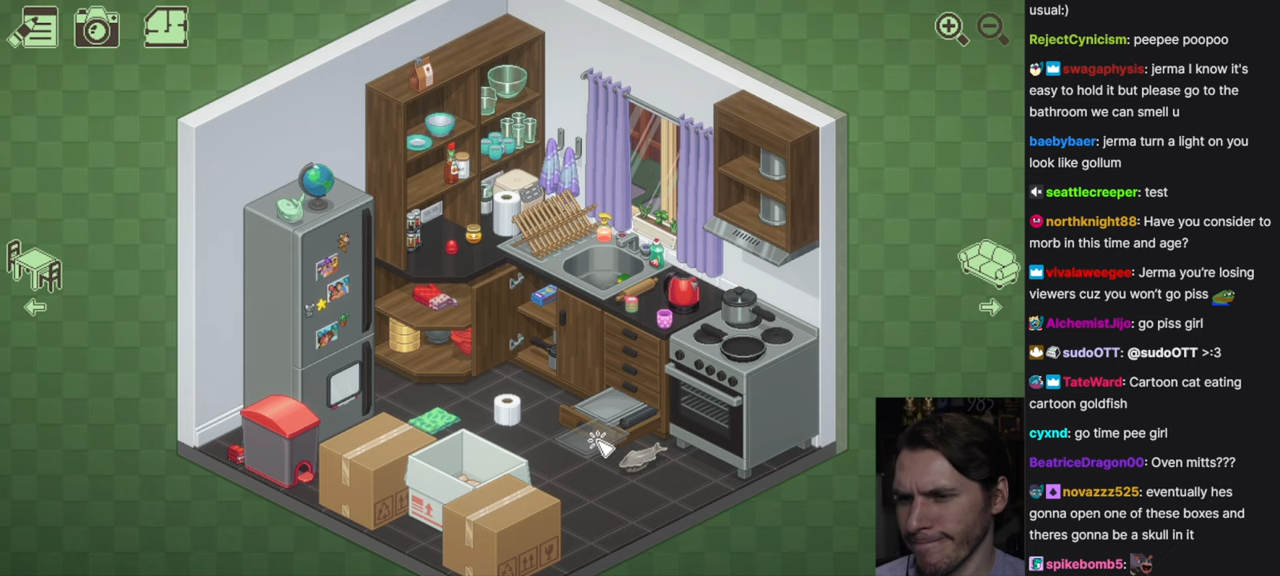 usual:)
RejectCynicism: peepee poopoo
swagaphysis: jerma I know it's
easy to hold it but please go to the
bathroom we can smell u
baebybaer: jerma turn a light on you
look like gollum
seattlecreeper: test
northknight88: Have you consider to
morb in this time and age?
vivalaweegee: Jerma you're losing
viewers cuz you won't go piss
AlchemistJijo: go piss girl
sudoOTT: @sudoOTT >:3
TateWard: Cartoon cat eating
cartoon goldfish
cyxnd: go time pee girl
BeatriceDragon00: Oven mitts???
novazzz525: eventually hes
gonna open one of these boxes and
theres gonna be a skull in it
spikebomb5:
985